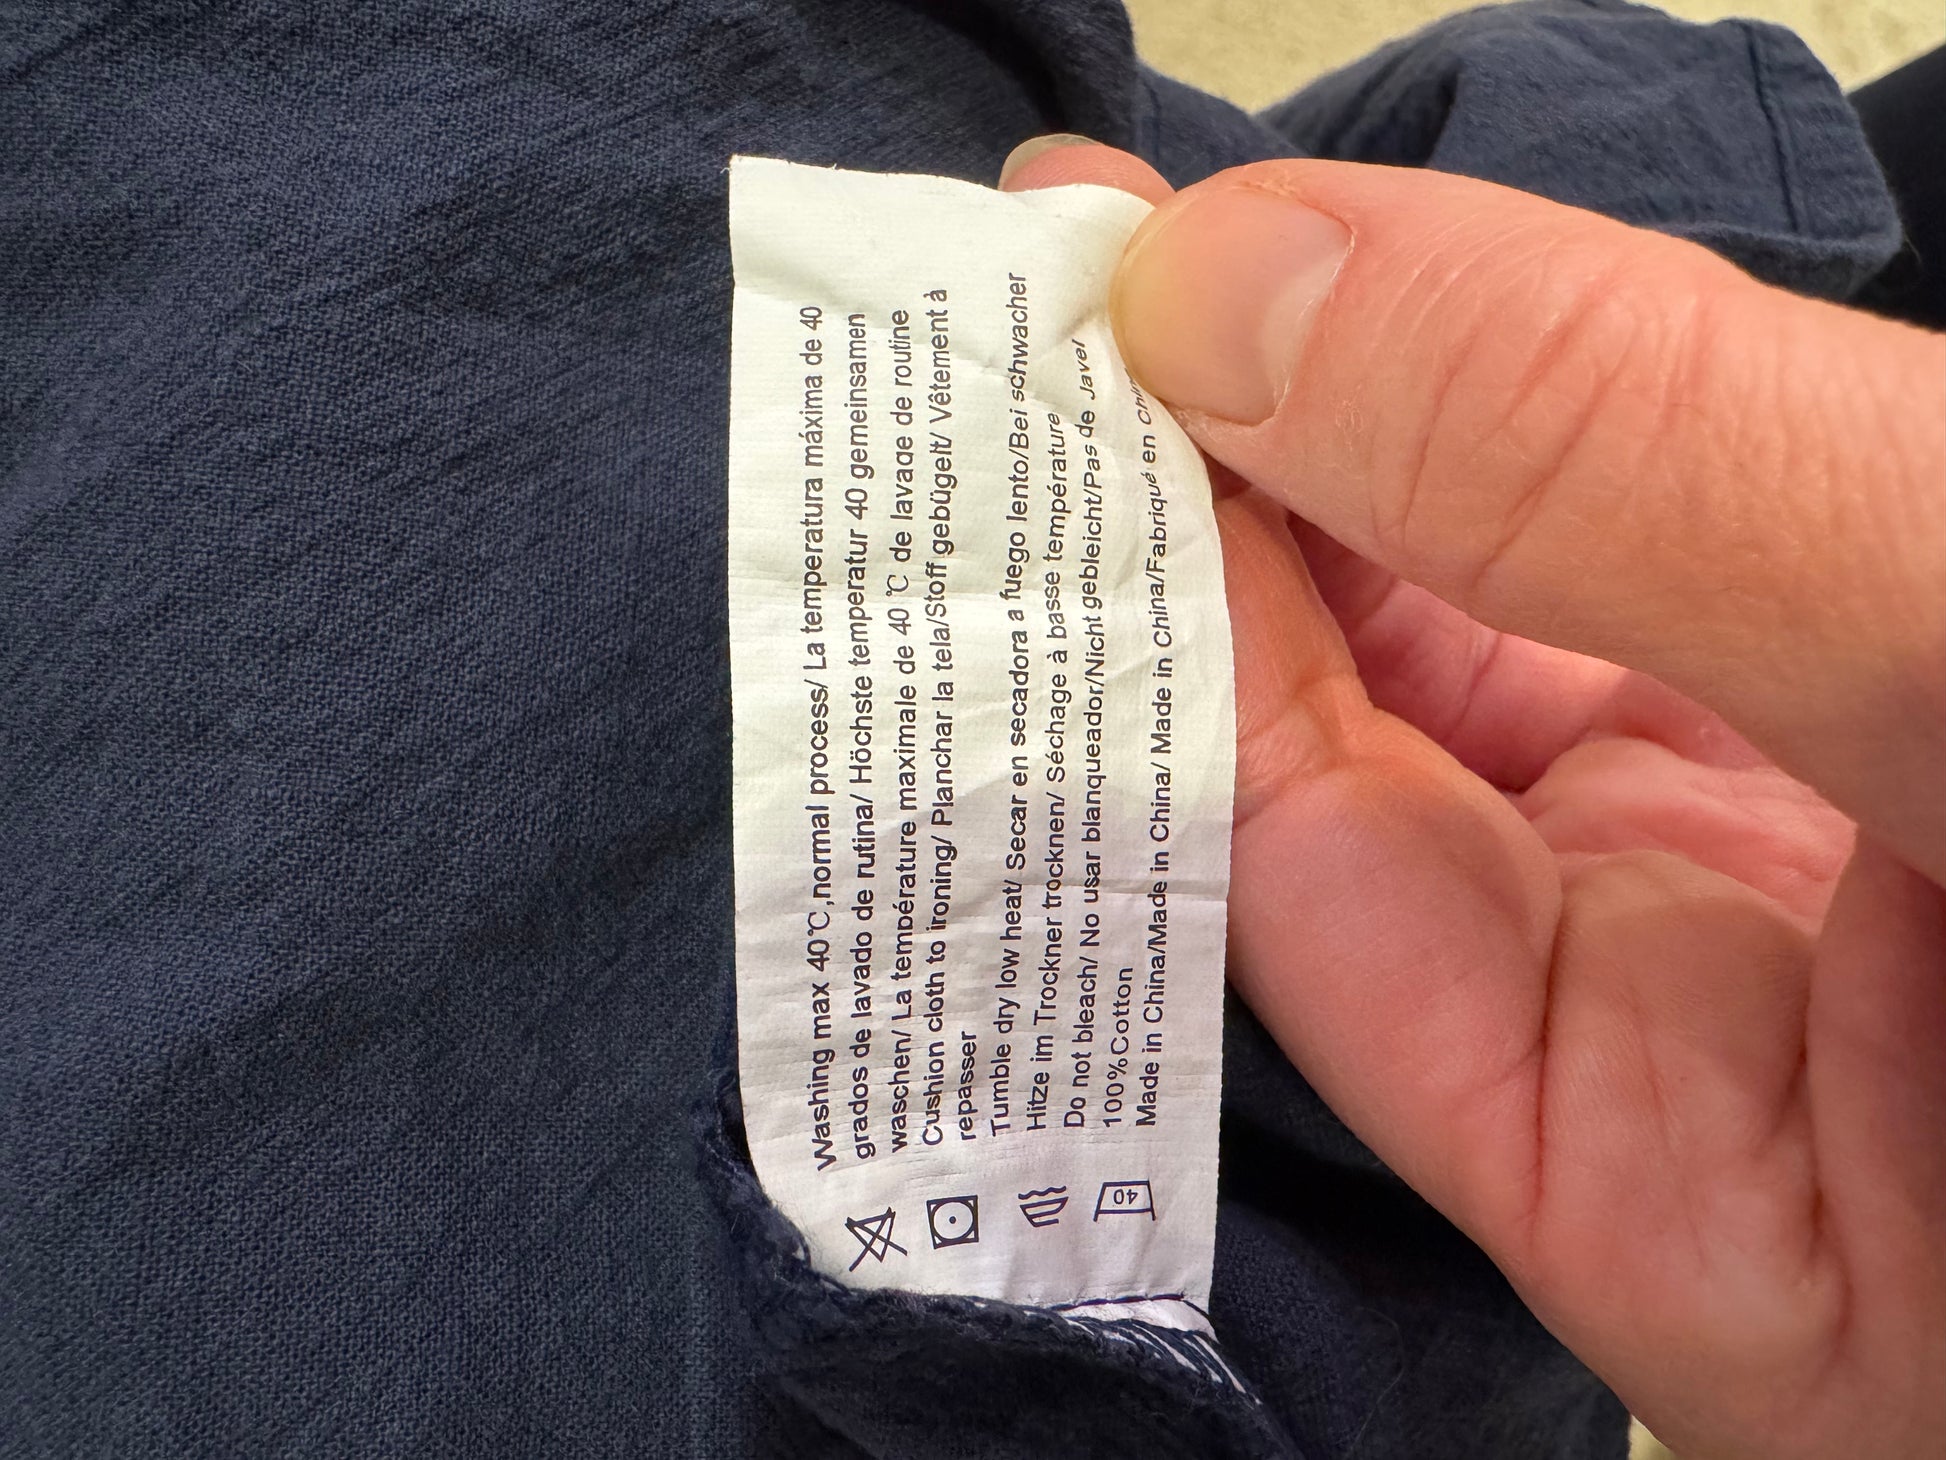 Washing max 40℃,normal process/ La temperatura máxima de 40
grados de lavado de rutina/ Höchste temperatur 40 gemeinsamen
waschen/ La température maximale de 40 ℃ de lavage de routine
Cushion cloth to ironing/ Planchar la tela/Stoff gebügelt/ Vêtement à
repasser
Tumble dry low heat/ Secar en secadora a fuego lento/Bei schwacher
Hitze im Trockner trocknen/ Séchage à basse température
Do not bleach/ No usar blanqueador/Nicht gebleicht/Pas de Javel
100%Cotton
Made in China/Made in China/ Made in China/Fabriqué en
40